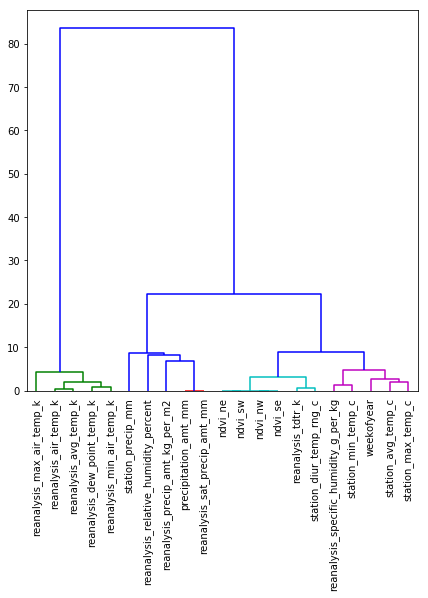 80
70
60
50
40
30
20
10
0
reanalysis_max_air_temp_k
reanalysis_air_temp_k
reanalysis_avg_temp_k
reanalysis_dew_point_temp_k
reanalysis_min_air_temp_k
station_precip_mm
reanalysis_relative_humidity_percent
reanalysis_precip_amt_kg_per_m2
precipitation_amt_mm
reanalysis_sat_precip_amt_mm
ndvi_ne
ndvi_sw
ndvi_nw
ndvi_se
reanalysis_tdtr_k
station_diur_temp_rng_c
reanalysis_specific_humidity_g_per_kg
station_min_temp_c
weekofyear
station_avg_temp_c
station_max_temp_c